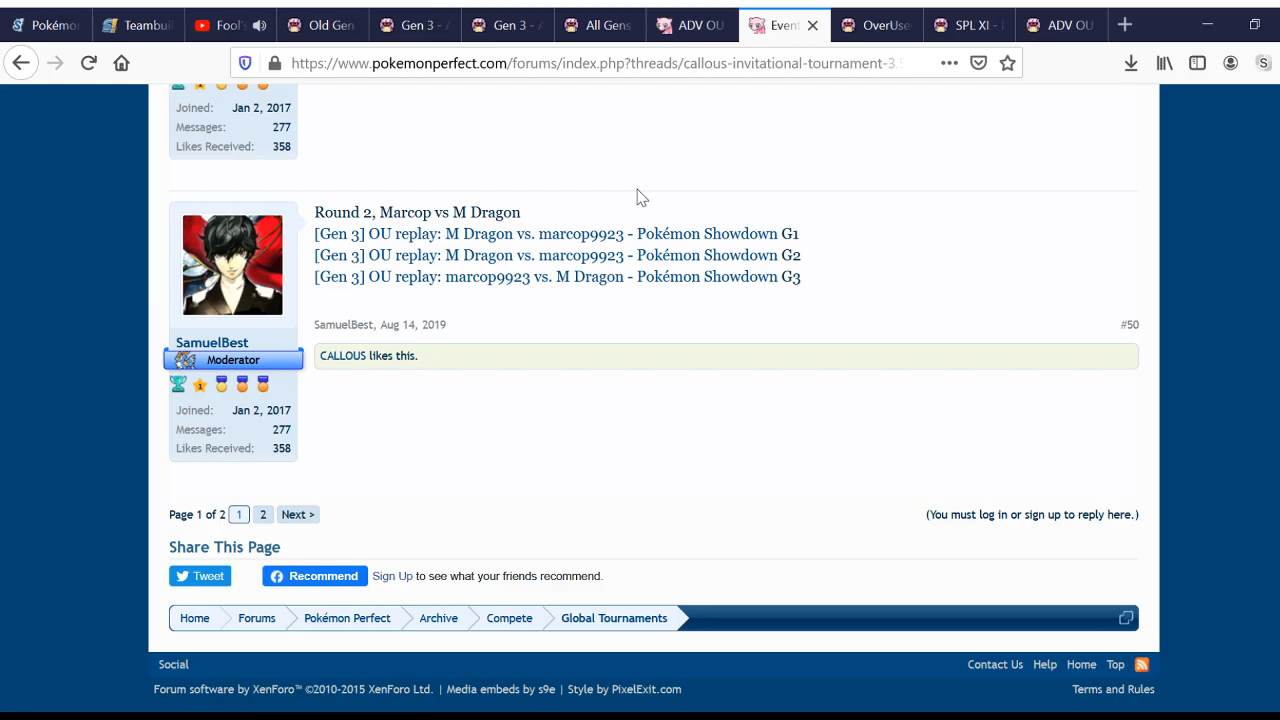 Pokémon
Teambuil
Fool's
Old Gen
Gen 3 - A
Gen 3 - A
All Gens
ADV OU
Event
OverUse
SPL XI -
ADV OU
https://www.pokemonperfect.com/forums/index.php?threads/callous-invitational-tournament-3.5
Joined: Jan 2, 2017
Messages: 277
Likes Received: 358
Round 2, Marcop vs M Dragon
[Gen 3] OU replay: M Dragon vs. marcop9923 - Pokémon Showdown G1
[Gen 3] OU replay: M Dragon vs. marcop9923 - Pokémon Showdown G2
[Gen 3] OU replay: marcop9923 vs. M Dragon - Pokémon Showdown G3
SamuelBest, Aug 14, 2019
#50
SamuelBest
CALLOUS likes this.
Moderator
1
Joined: Jan 2, 2017
Messages: 277
Likes Received: 358
Page 1 of 2 1 2 Next >
(You must log in or sign up to reply here.)
Share This Page
Tweet
Recommend
Sign Up to see what your friends recommend.
Home Forums Pokémon Perfect Archive Compete Global Tournaments
Social
Contact Us Help Home Top
Forum software by XenForo™ ©2010-2015 XenForo Ltd. | Media embeds by s9e | Style by PixelExit.com
Terms and Rules